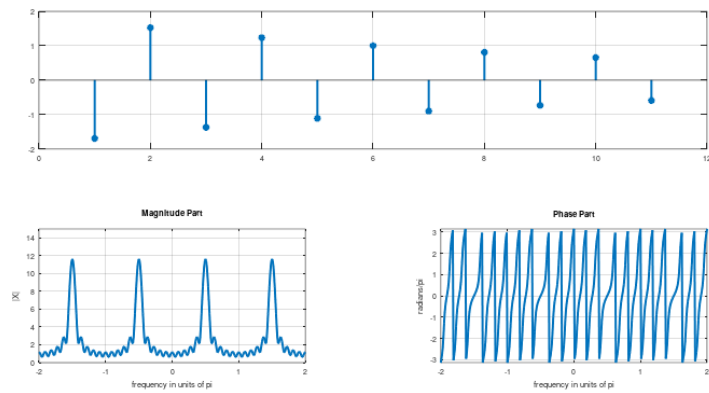 2
1
0
-1
-2
0 2 4 6 8 10 12
Magnitude Part
14
12
10
8
6
4
2
0
|X|
-2 -1 0 1 2
frequency in units of pi
Phase Part
3
2
1
0
-1
-2
-3
radians/pi
-2 -1 0 1 2
frequency in units of pi